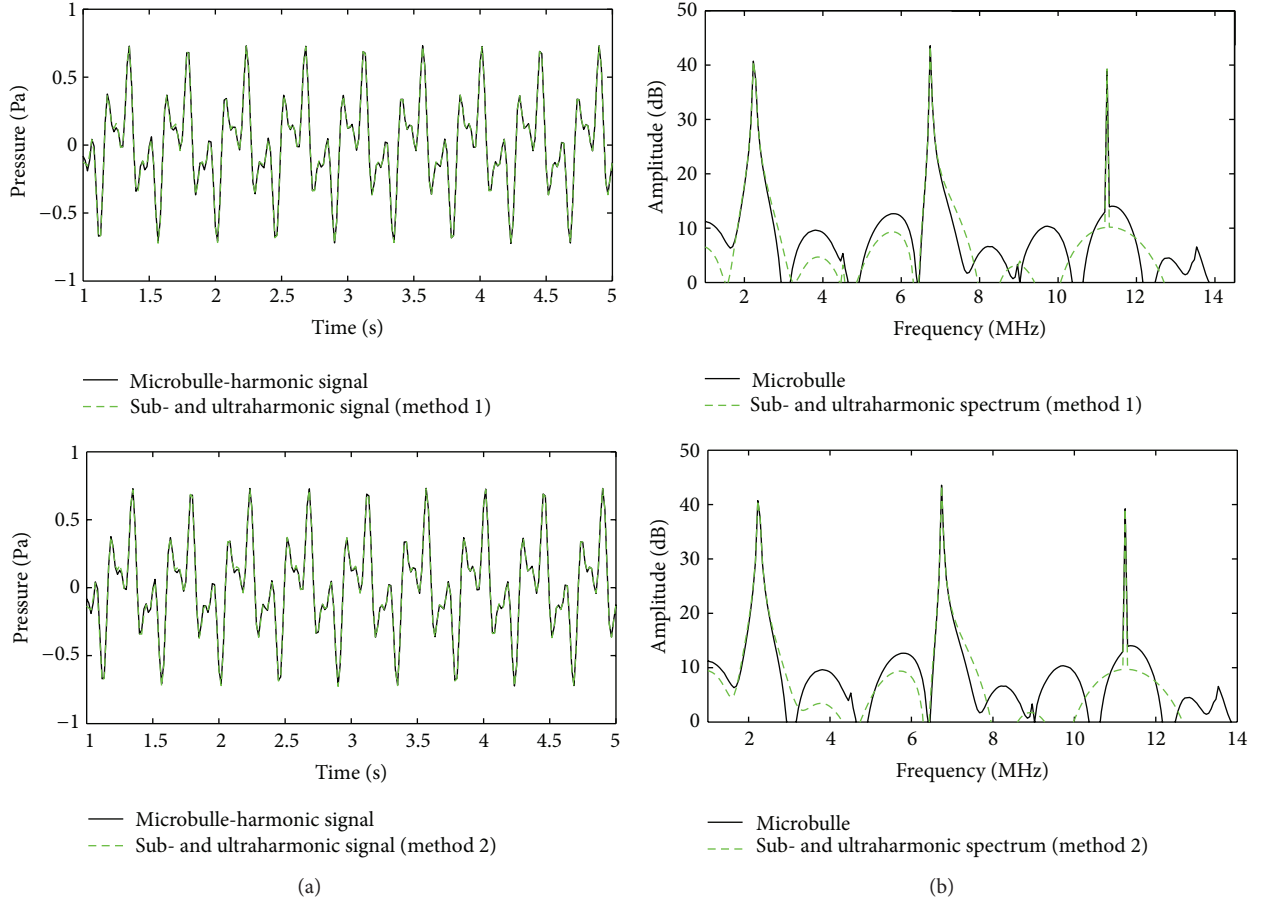 1
0.5
0
−0.5
−1
Pressure (Pa)
1 1.5 2 2.5 3 3.5 4 4.5 5
Time (s)
Microbulle-harmonic signal
Sub- and ultraharmonic signal (method 1)
50
40
30
20
10
0
Amplitude (dB)
2 4 6 8 10 12 14
Frequency (MHz)
Microbulle
Sub- and ultraharmonic spectrum (method 1)
1
0.5
0
−0.5
−1
Pressure (Pa)
1 1.5 2 2.5 3 3.5 4 4.5 5
Time (s)
Microbulle-harmonic signal
Sub- and ultraharmonic signal (method 2)
(a)
50
40
30
20
10
0
Amplitude (dB)
2 4 6 8 10 12 14
Frequency (MHz)
Microbulle
Sub- and ultraharmonic spectrum (method 2)
(b)